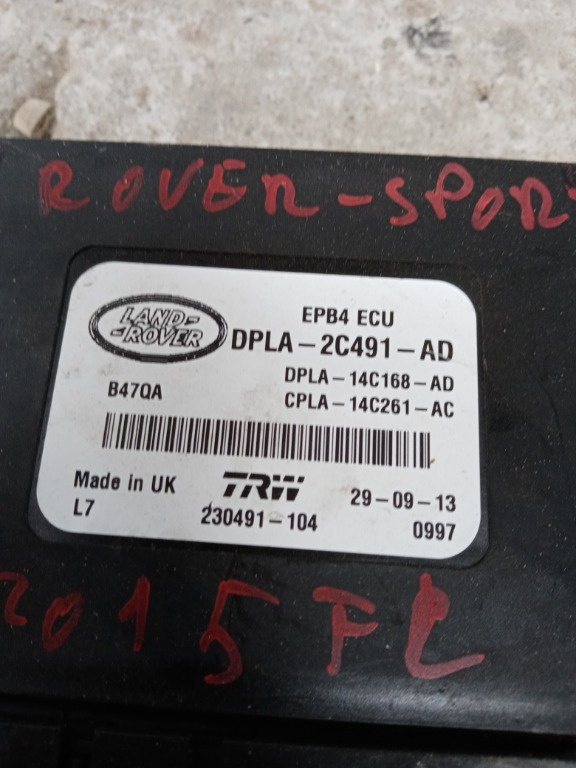 ROVER-SPOR
LAND-
-ROVER
EPB4 ECU
DPLA-2C491-AD
DPLA-14C168-AD
B47QA
CPLA-14C261-AC
Made in UK
TRW
29-09-13
L7
230491-104
0997
2015 FL